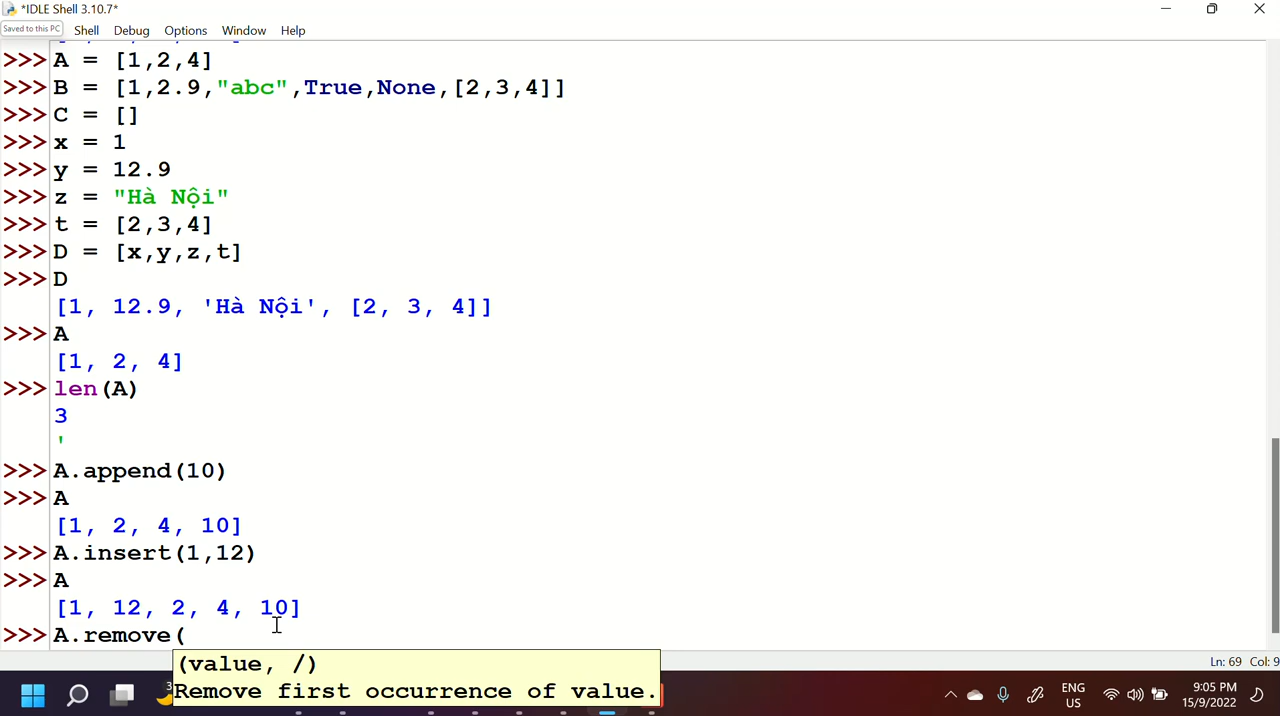 *IDLE Shell 3.10.7*
Saved to this PC
Shell Debug Options Window Help
>>> A = [1,2,4]
>>> B = [1,2.9,"abc",True,None,[2,3,4]]
>>> C = []
>>> x = 1
>>> y = 12.9
>>> z = "Hà Nội"
>>> t = [2,3,4]
>>> D = [x,y,z,t]
>>> D
[1, 12.9, 'Hà Nội', [2, 3, 4]]
>>> A
[1, 2, 4]
>>> len(A)
3
'
>>> A.append(10)
>>> A
[1, 2, 4, 10]
>>> A.insert(1,12)
>>> A
[1, 12, 2, 4, 10]
>>> A.remove(
(value, /)
Remove first occurrence of value.
Ln: 69 Col: 9
3
ENG
US
9:05 PM
15/9/2022